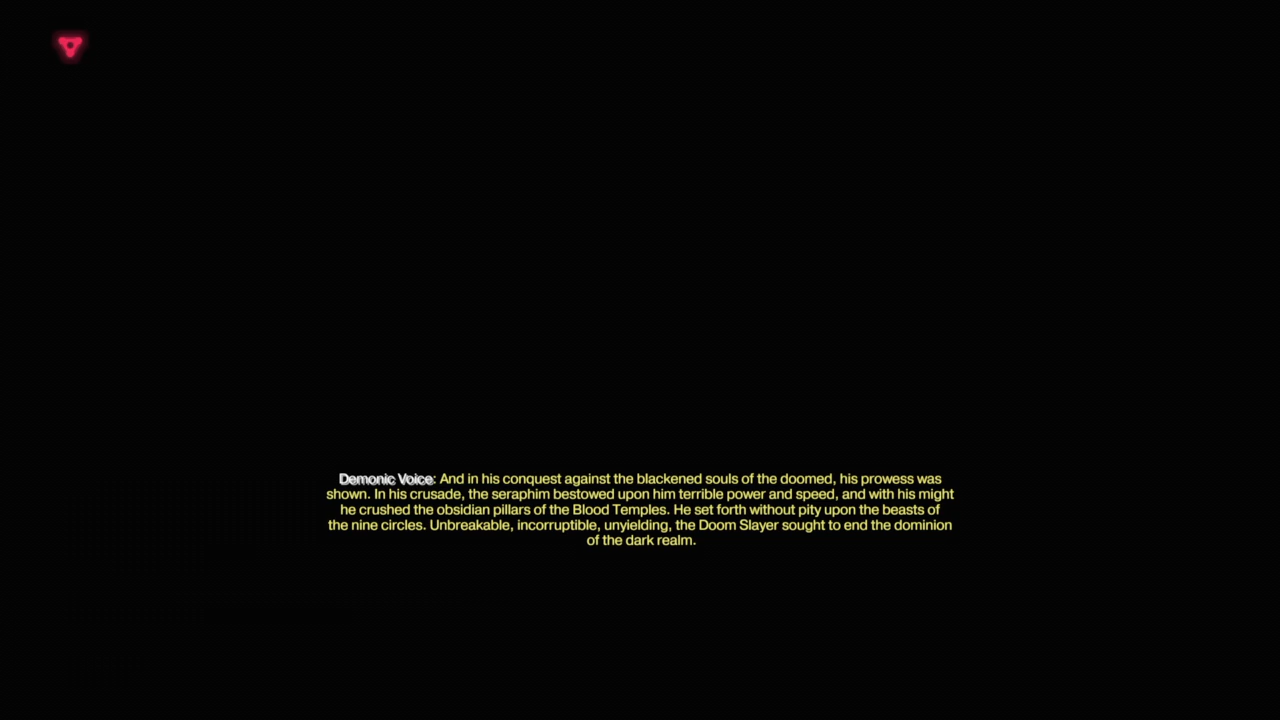 Demonic Voice: And in his conquest against the blackened souls of the doomed, his prowess was
shown. In his crusade, the seraphim bestowed upon him terrible power and speed, and with his might
he crushed the obsidian pillars of the Blood Temples. He set forth without pity upon the beasts of
the nine circles. Unbreakable, incorruptible, unyielding, the Doom Slayer sought to end the dominion
of the dark realm.